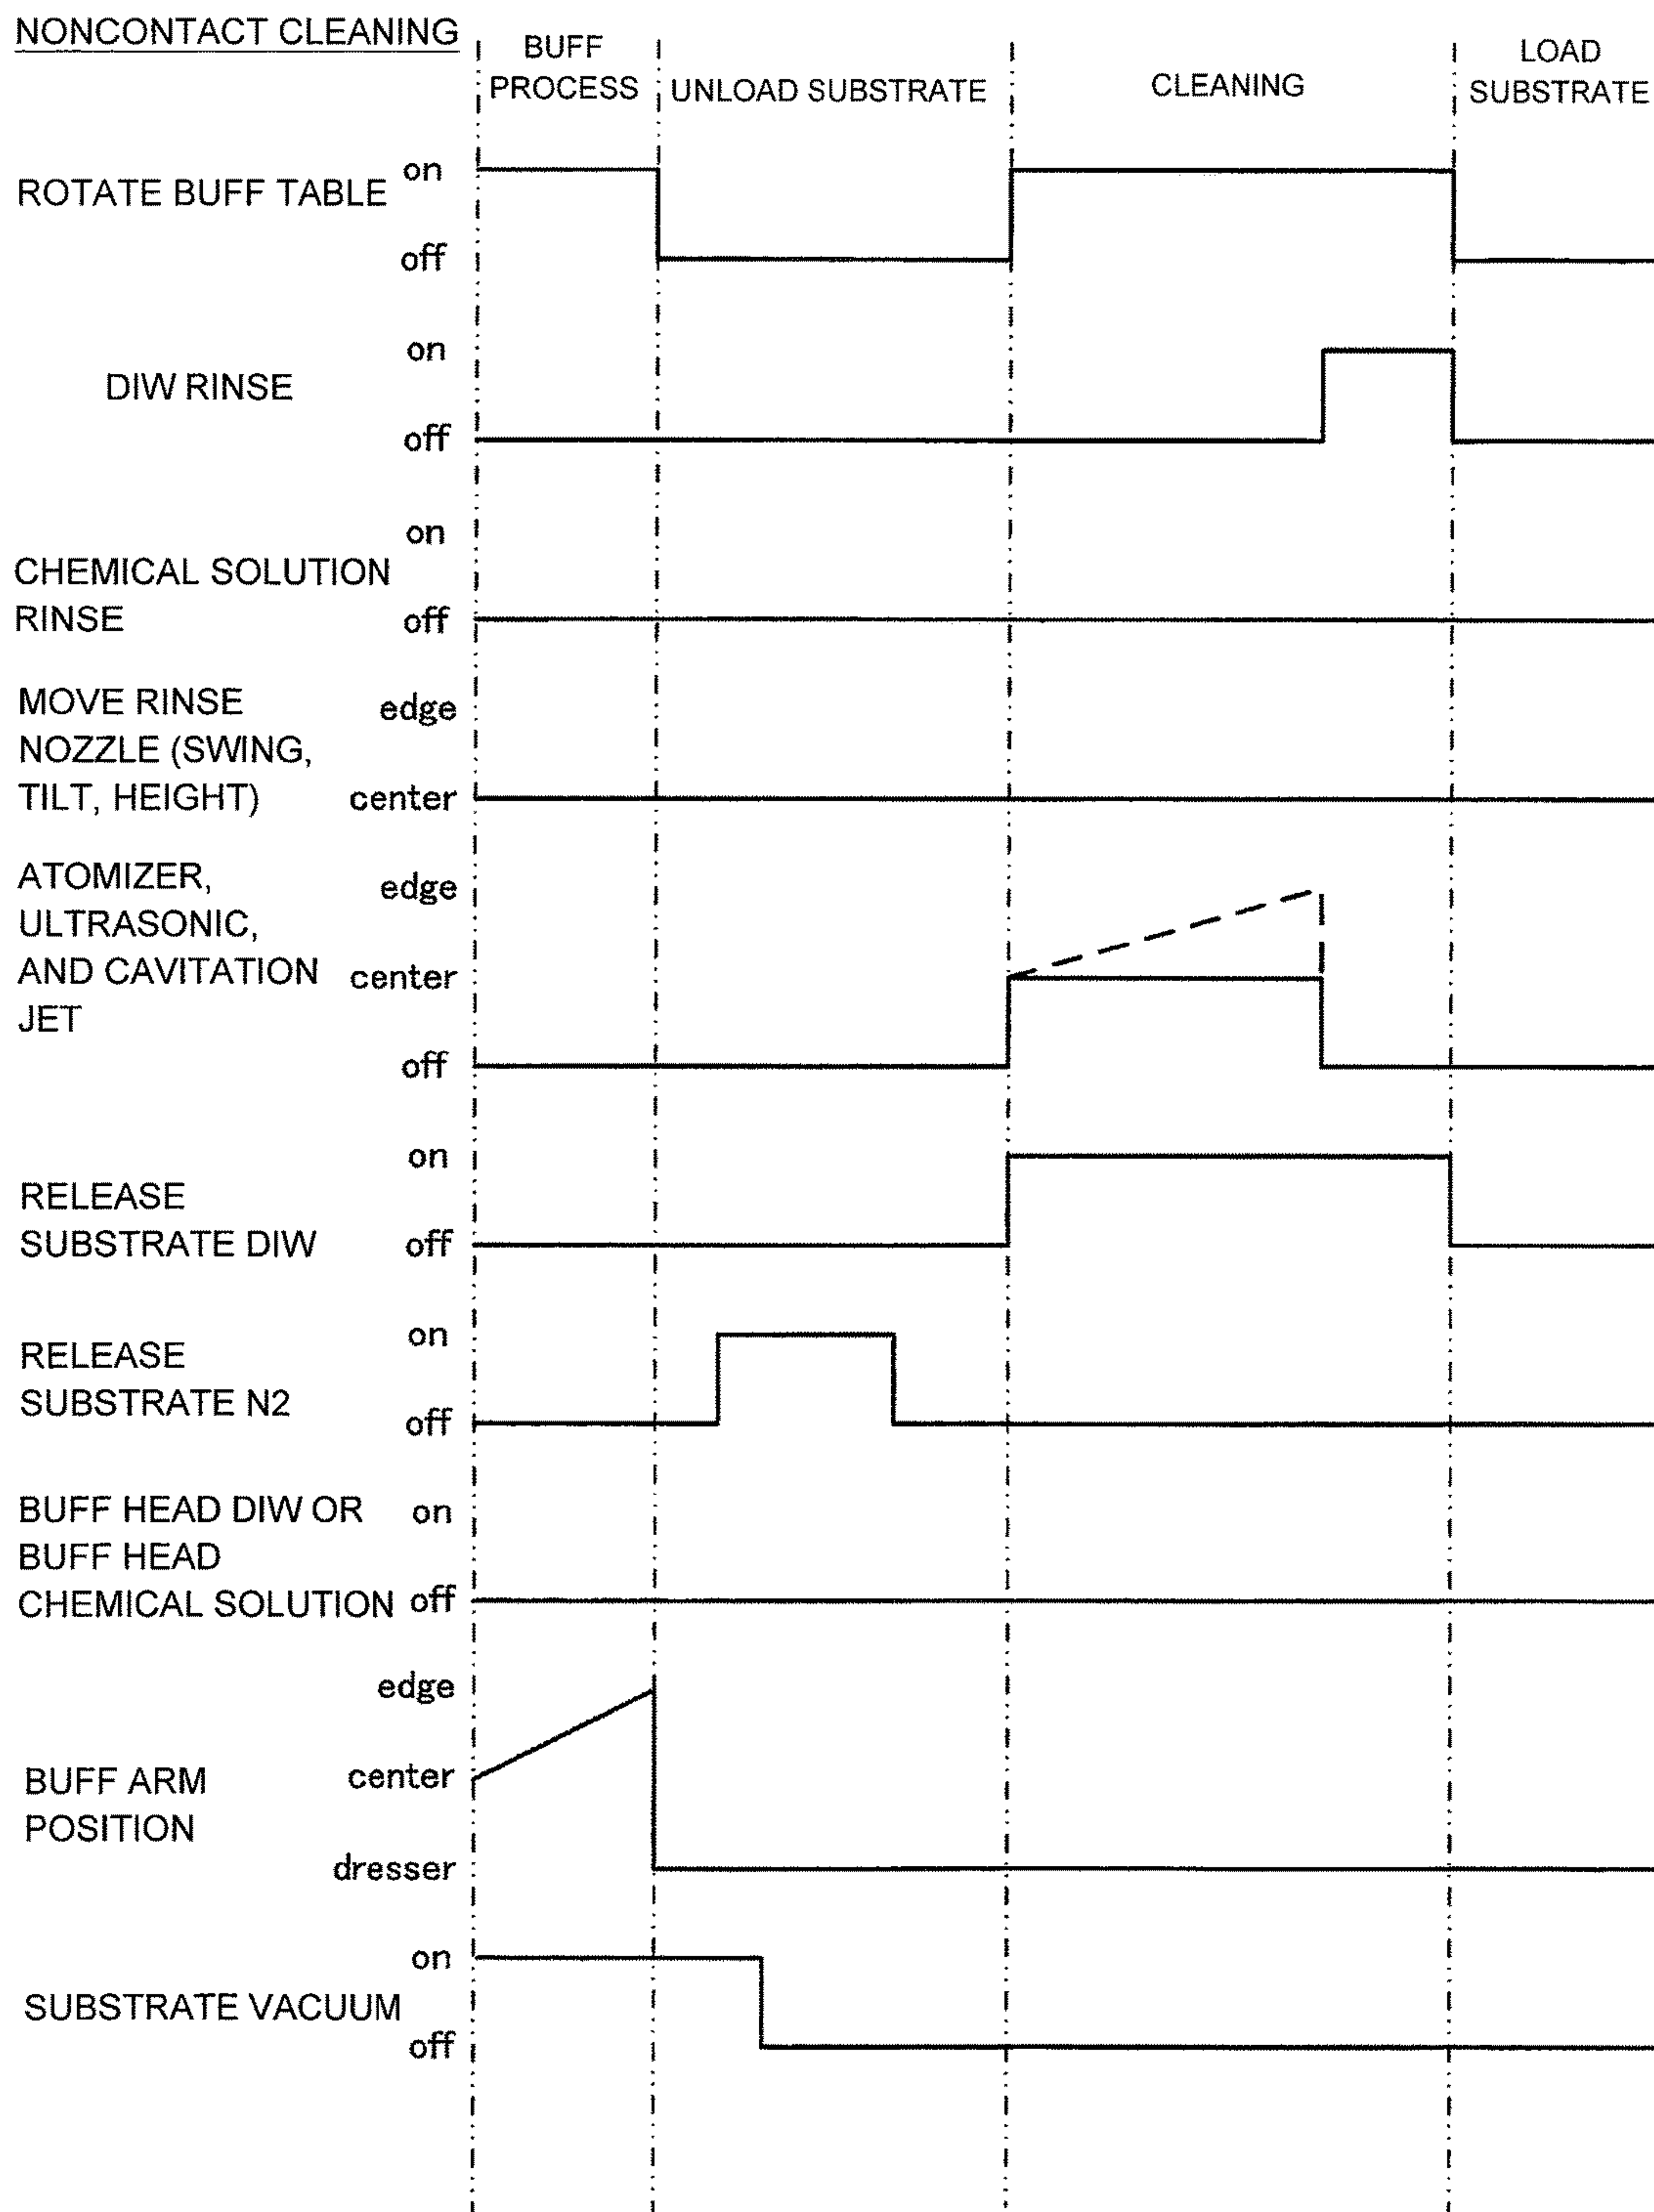 NONCONTACT CLEANING
BUFF
PROCESS
UNLOAD SUBSTRATE
CLEANING
LOAD
SUBSTRATE
ROTATE BUFF TABLE
on
off
DIW RINSE
on
off
CHEMICAL SOLUTION
RINSE
on
off
MOVE RINSE
NOZZLE (SWING,
TILT, HEIGHT)
edge
center
ATOMIZER,
ULTRASONIC,
AND CAVITATION
JET
edge
center
off
RELEASE
SUBSTRATE DIW
on
off
RELEASE
SUBSTRATE N2
on
off
BUFF HEAD DIW OR
BUFF HEAD
CHEMICAL SOLUTION
on
off
BUFF ARM
POSITION
edge
center
dresser
SUBSTRATE VACUUM
on
off